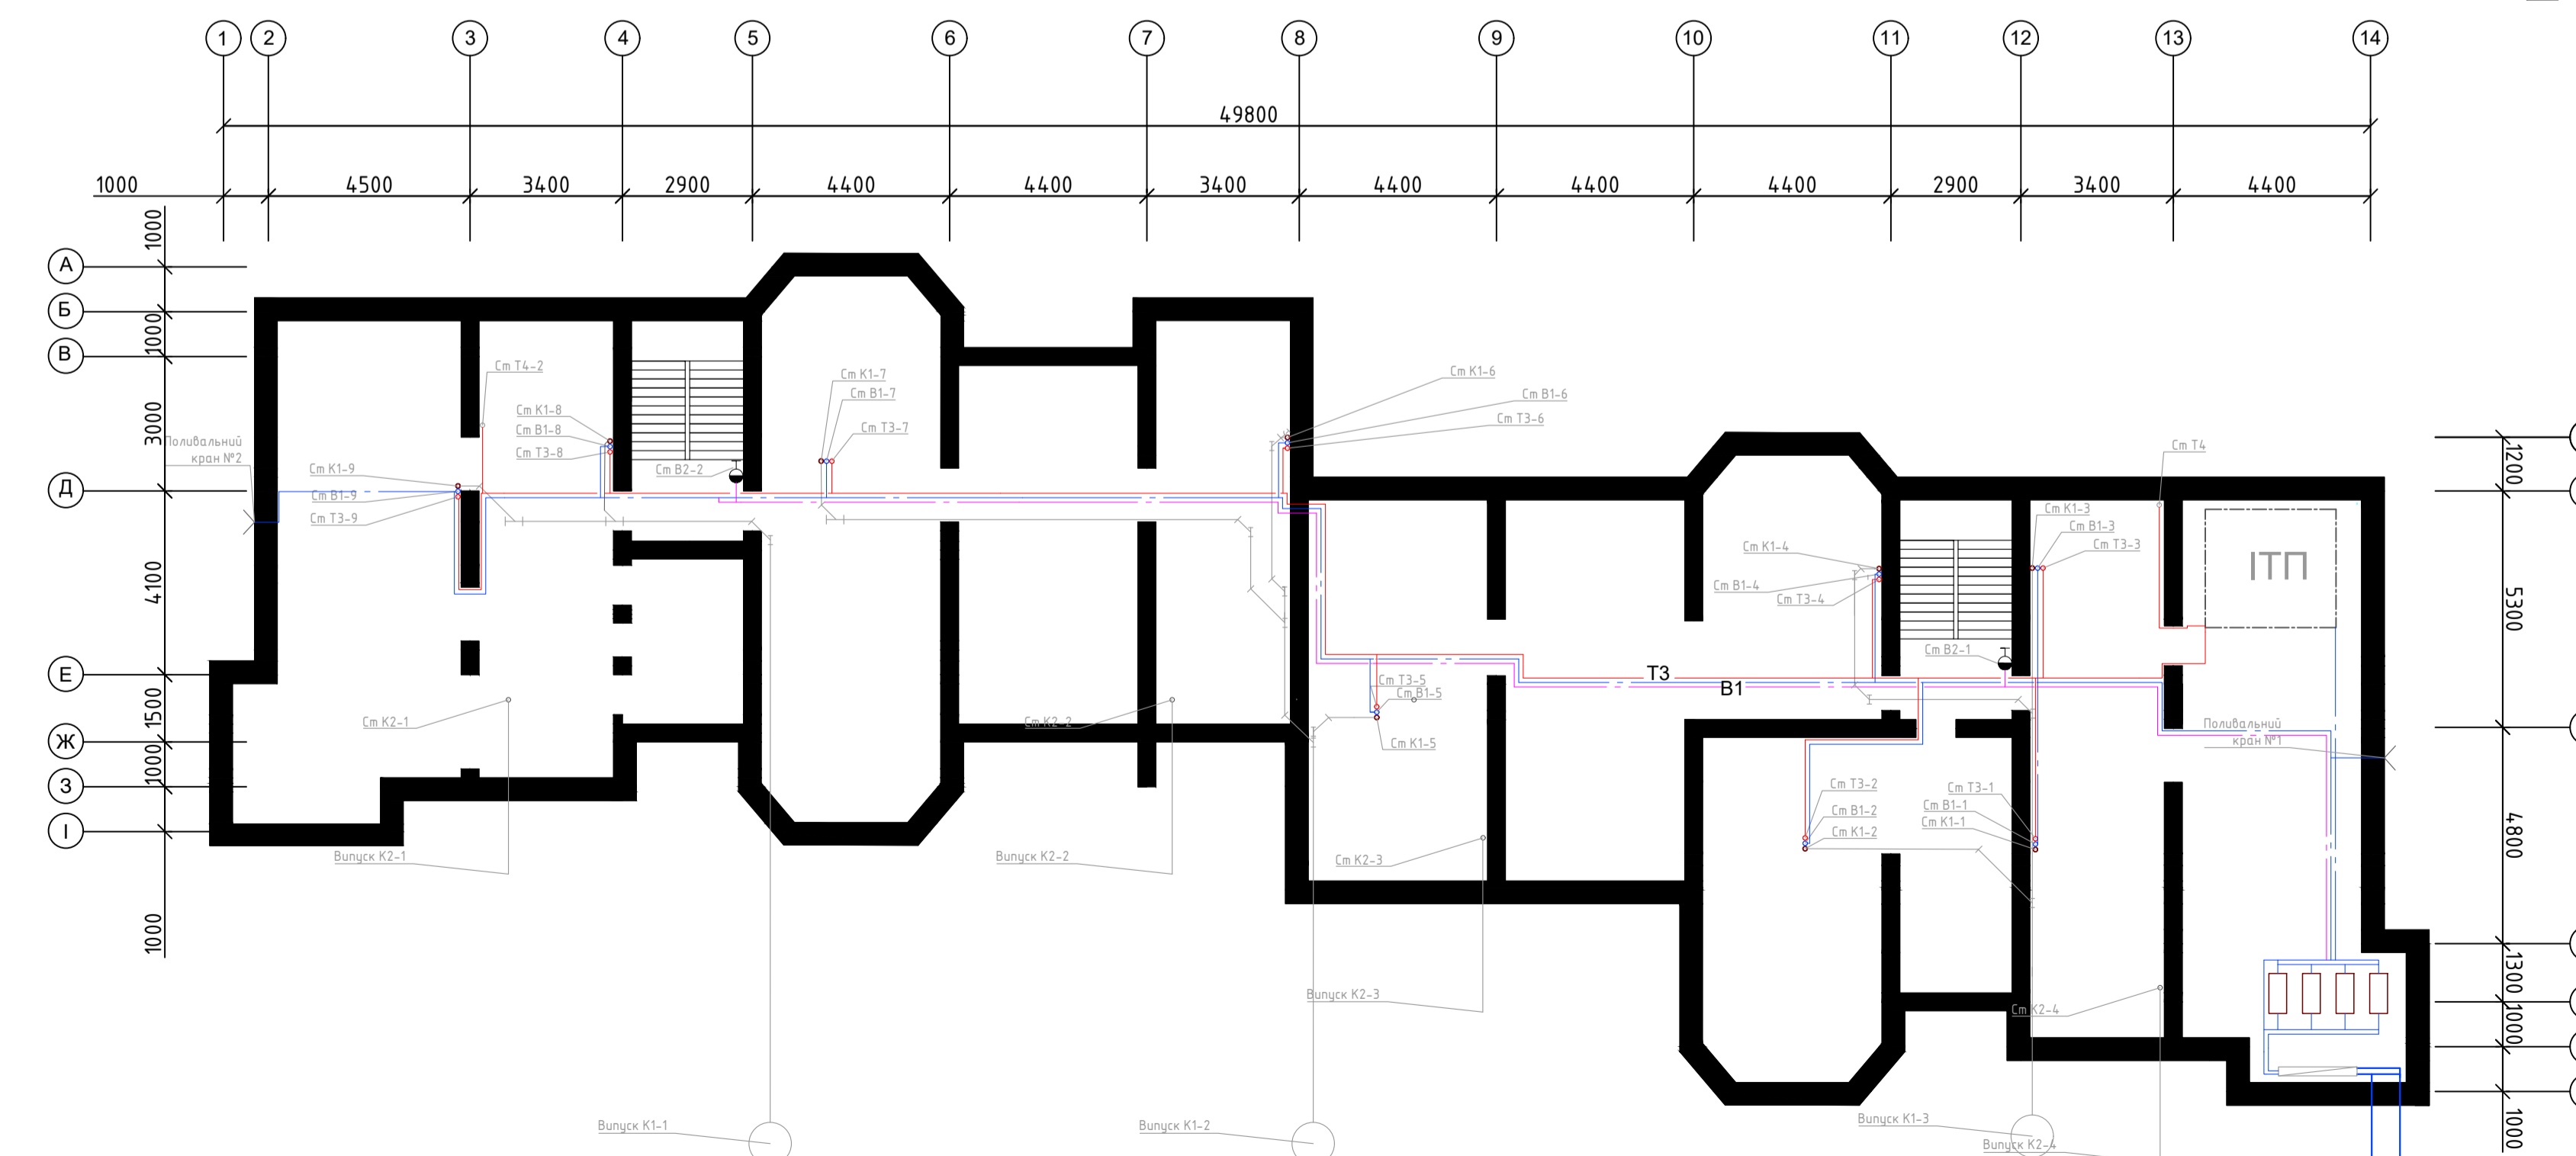 1 2 3 4 5 6 7 8 9 10 11 12 13 14
49800
1000 4500 3400 2900 4400 4400 3400 4400 4400 4400 2900 3400 4400
А
Б
В
Д
Е
Ж
З
І
1000
1000
3000
4100
1500
1000
1000
Поливальний
кран №2
Ст Т4-2
Ст К1-8
Ст В1-8
Ст Т3-8
Ст К1-9
Ст В1-9
Ст Т3-9
Ст В2-2
Ст К1-7
Ст В1-7
Ст Т3-7
Ст К1-6
Ст В1-6
Ст Т3-6
Ст К2-1
Випуск К2-1
Ст К2-2
Випуск К2-2
Ст Т3-5
Ст В1-5
Ст К1-5
Ст К2-3
Випуск К2-3
Т3
В1
Ст К1-4
Ст В1-4
Ст Т3-4
Ст В2-1
Ст К1-3
Ст В1-3
Ст Т3-3
Ст Т4
ІТП
Поливальний
кран №1
Ст Т3-2
Ст В1-2
Ст К1-2
Ст Т3-1
Ст В1-1
Ст К1-1
Ст К2-4
Випуск К1-1
Випуск К1-2
Випуск К1-3
Випуск К2-4
1200
5300
4800
1300
1000
1000